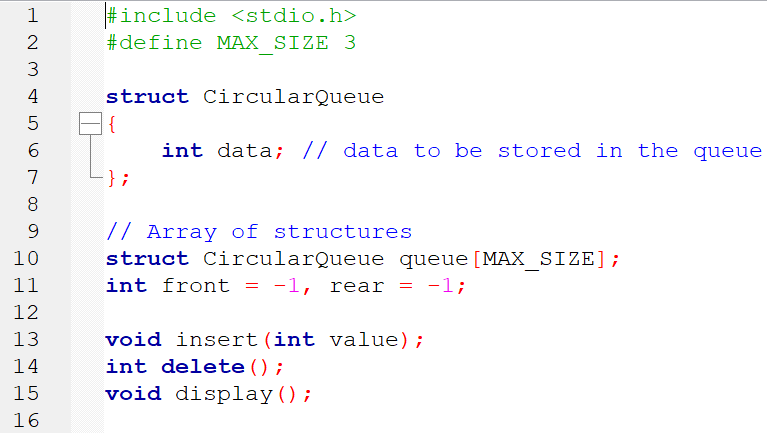 1 #include <stdio.h>
2 #define MAX_SIZE 3
3
4 struct CircularQueue
5 {
6 int data; // data to be stored in the queue
7 };
8
9 // Array of structures
10 struct CircularQueue queue[MAX_SIZE];
11 int front = -1, rear = -1;
12
13 void insert(int value);
14 int delete();
15 void display();
16